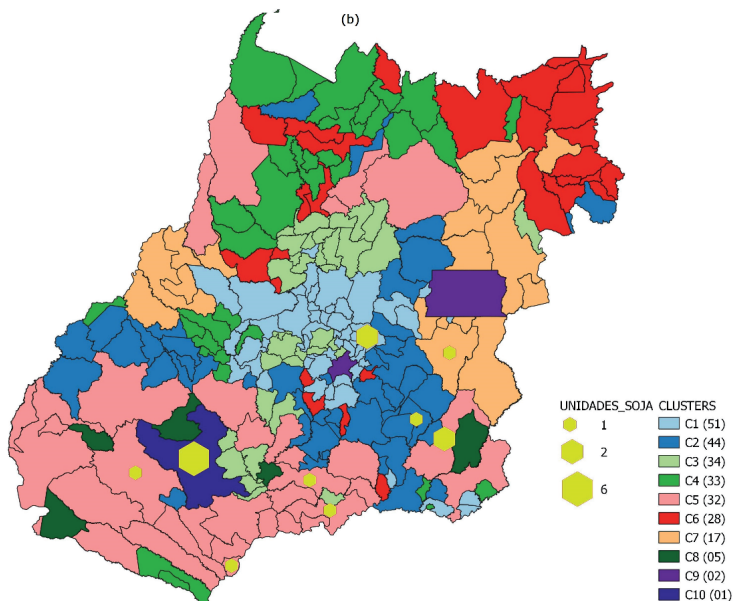 (b)
UNIDADES_SOJA
1
2
6
CLUSTERS
C1 (51)
C2 (44)
C3 (34)
C4 (33)
C5 (32)
C6 (28)
C7 (17)
C8 (05)
C9 (02)
C10 (01)